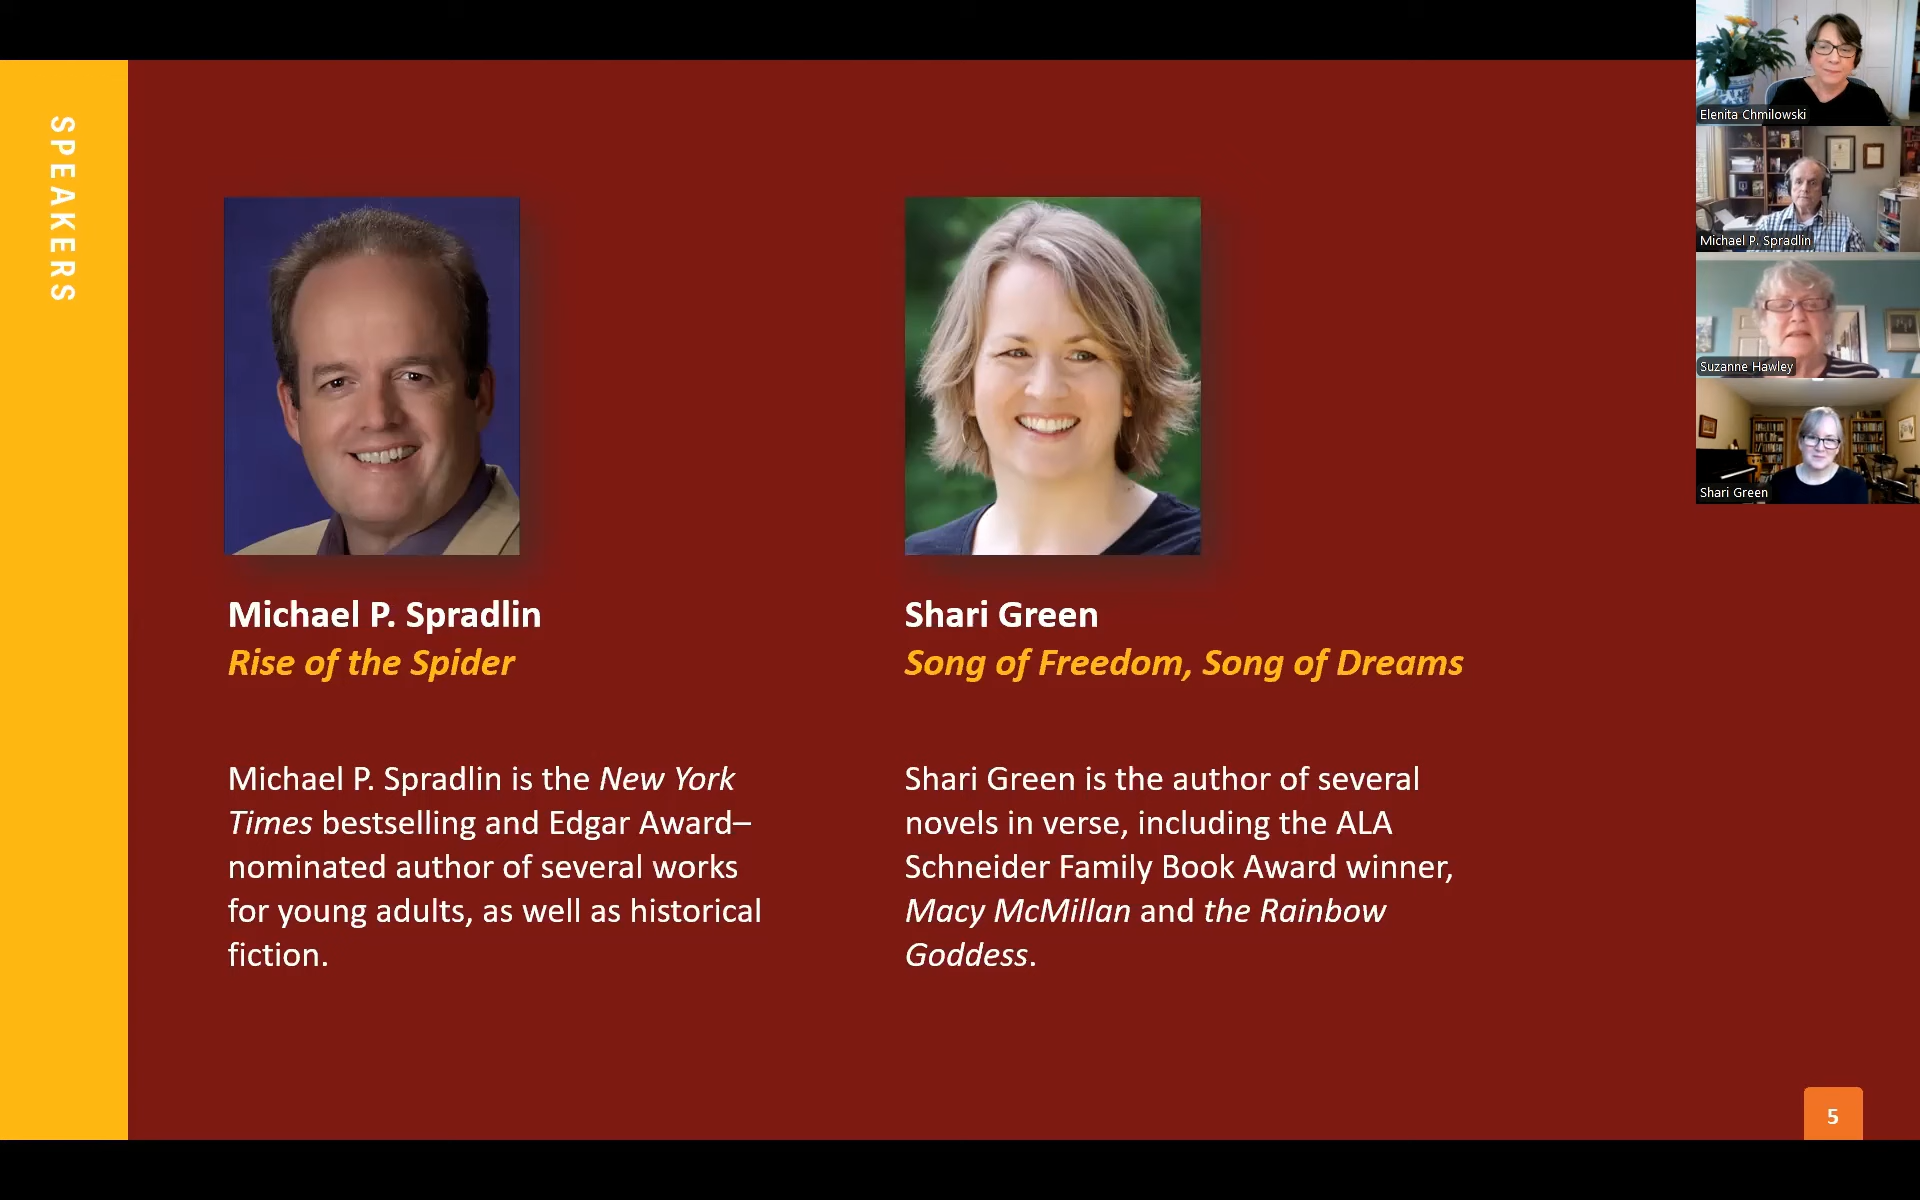 SPEAKERS
Michael P. Spradlin
Rise of the Spider
Michael P. Spradlin is the New York
Times bestselling and Edgar Award–
nominated author of several works
for young adults, as well as historical
fiction.
Shari Green
Song of Freedom, Song of Dreams
Shari Green is the author of several
novels in verse, including the ALA
Schneider Family Book Award winner,
Macy McMillan and the Rainbow
Goddess.
5
Elenita Chmilowski
Michael P. Spradlin
Suzanne Hawley
Shari Green